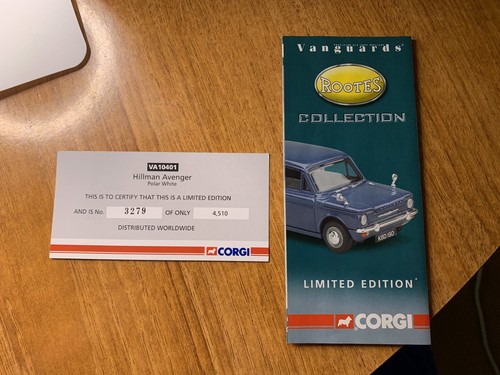 VA10401
Hillman Avenger
Polar White
THIS IS TO CERTIFY THAT THIS IS A LIMITED EDITION
AND IS No. 3279 OF ONLY 4,510
DISTRIBUTED WORLDWIDE
CORGI
Vanguards
ROOTES
COLLECTION
LIMITED EDITION
CORGI